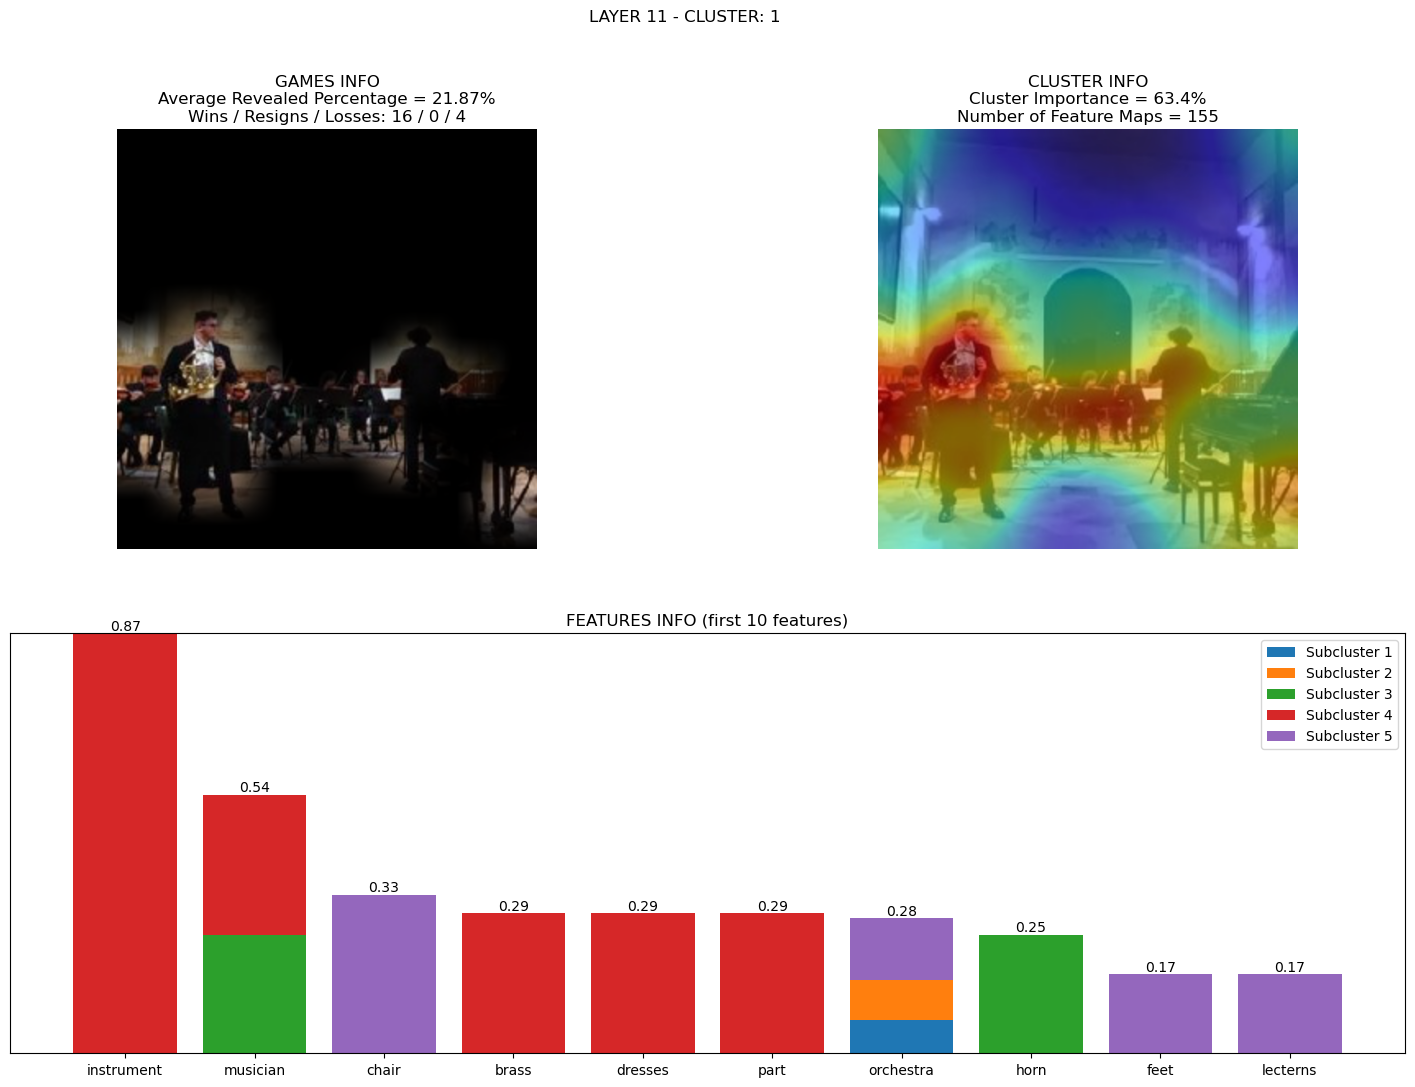 LAYER 11 - CLUSTER: 1
GAMES INFO
Average Revealed Percentage = 21.87%
Wins / Resigns / Losses: 16 / 0 / 4
CLUSTER INFO
Cluster Importance = 63.4%
Number of Feature Maps = 155
FEATURES INFO (first 10 features)
0.87
0.54
0.33
0.29
0.29
0.29
0.28
0.25
0.17
0.17
Subcluster 1
Subcluster 2
Subcluster 3
Subcluster 4
Subcluster 5
instrument
musician
chair
brass
dresses
part
orchestra
horn
feet
lecterns